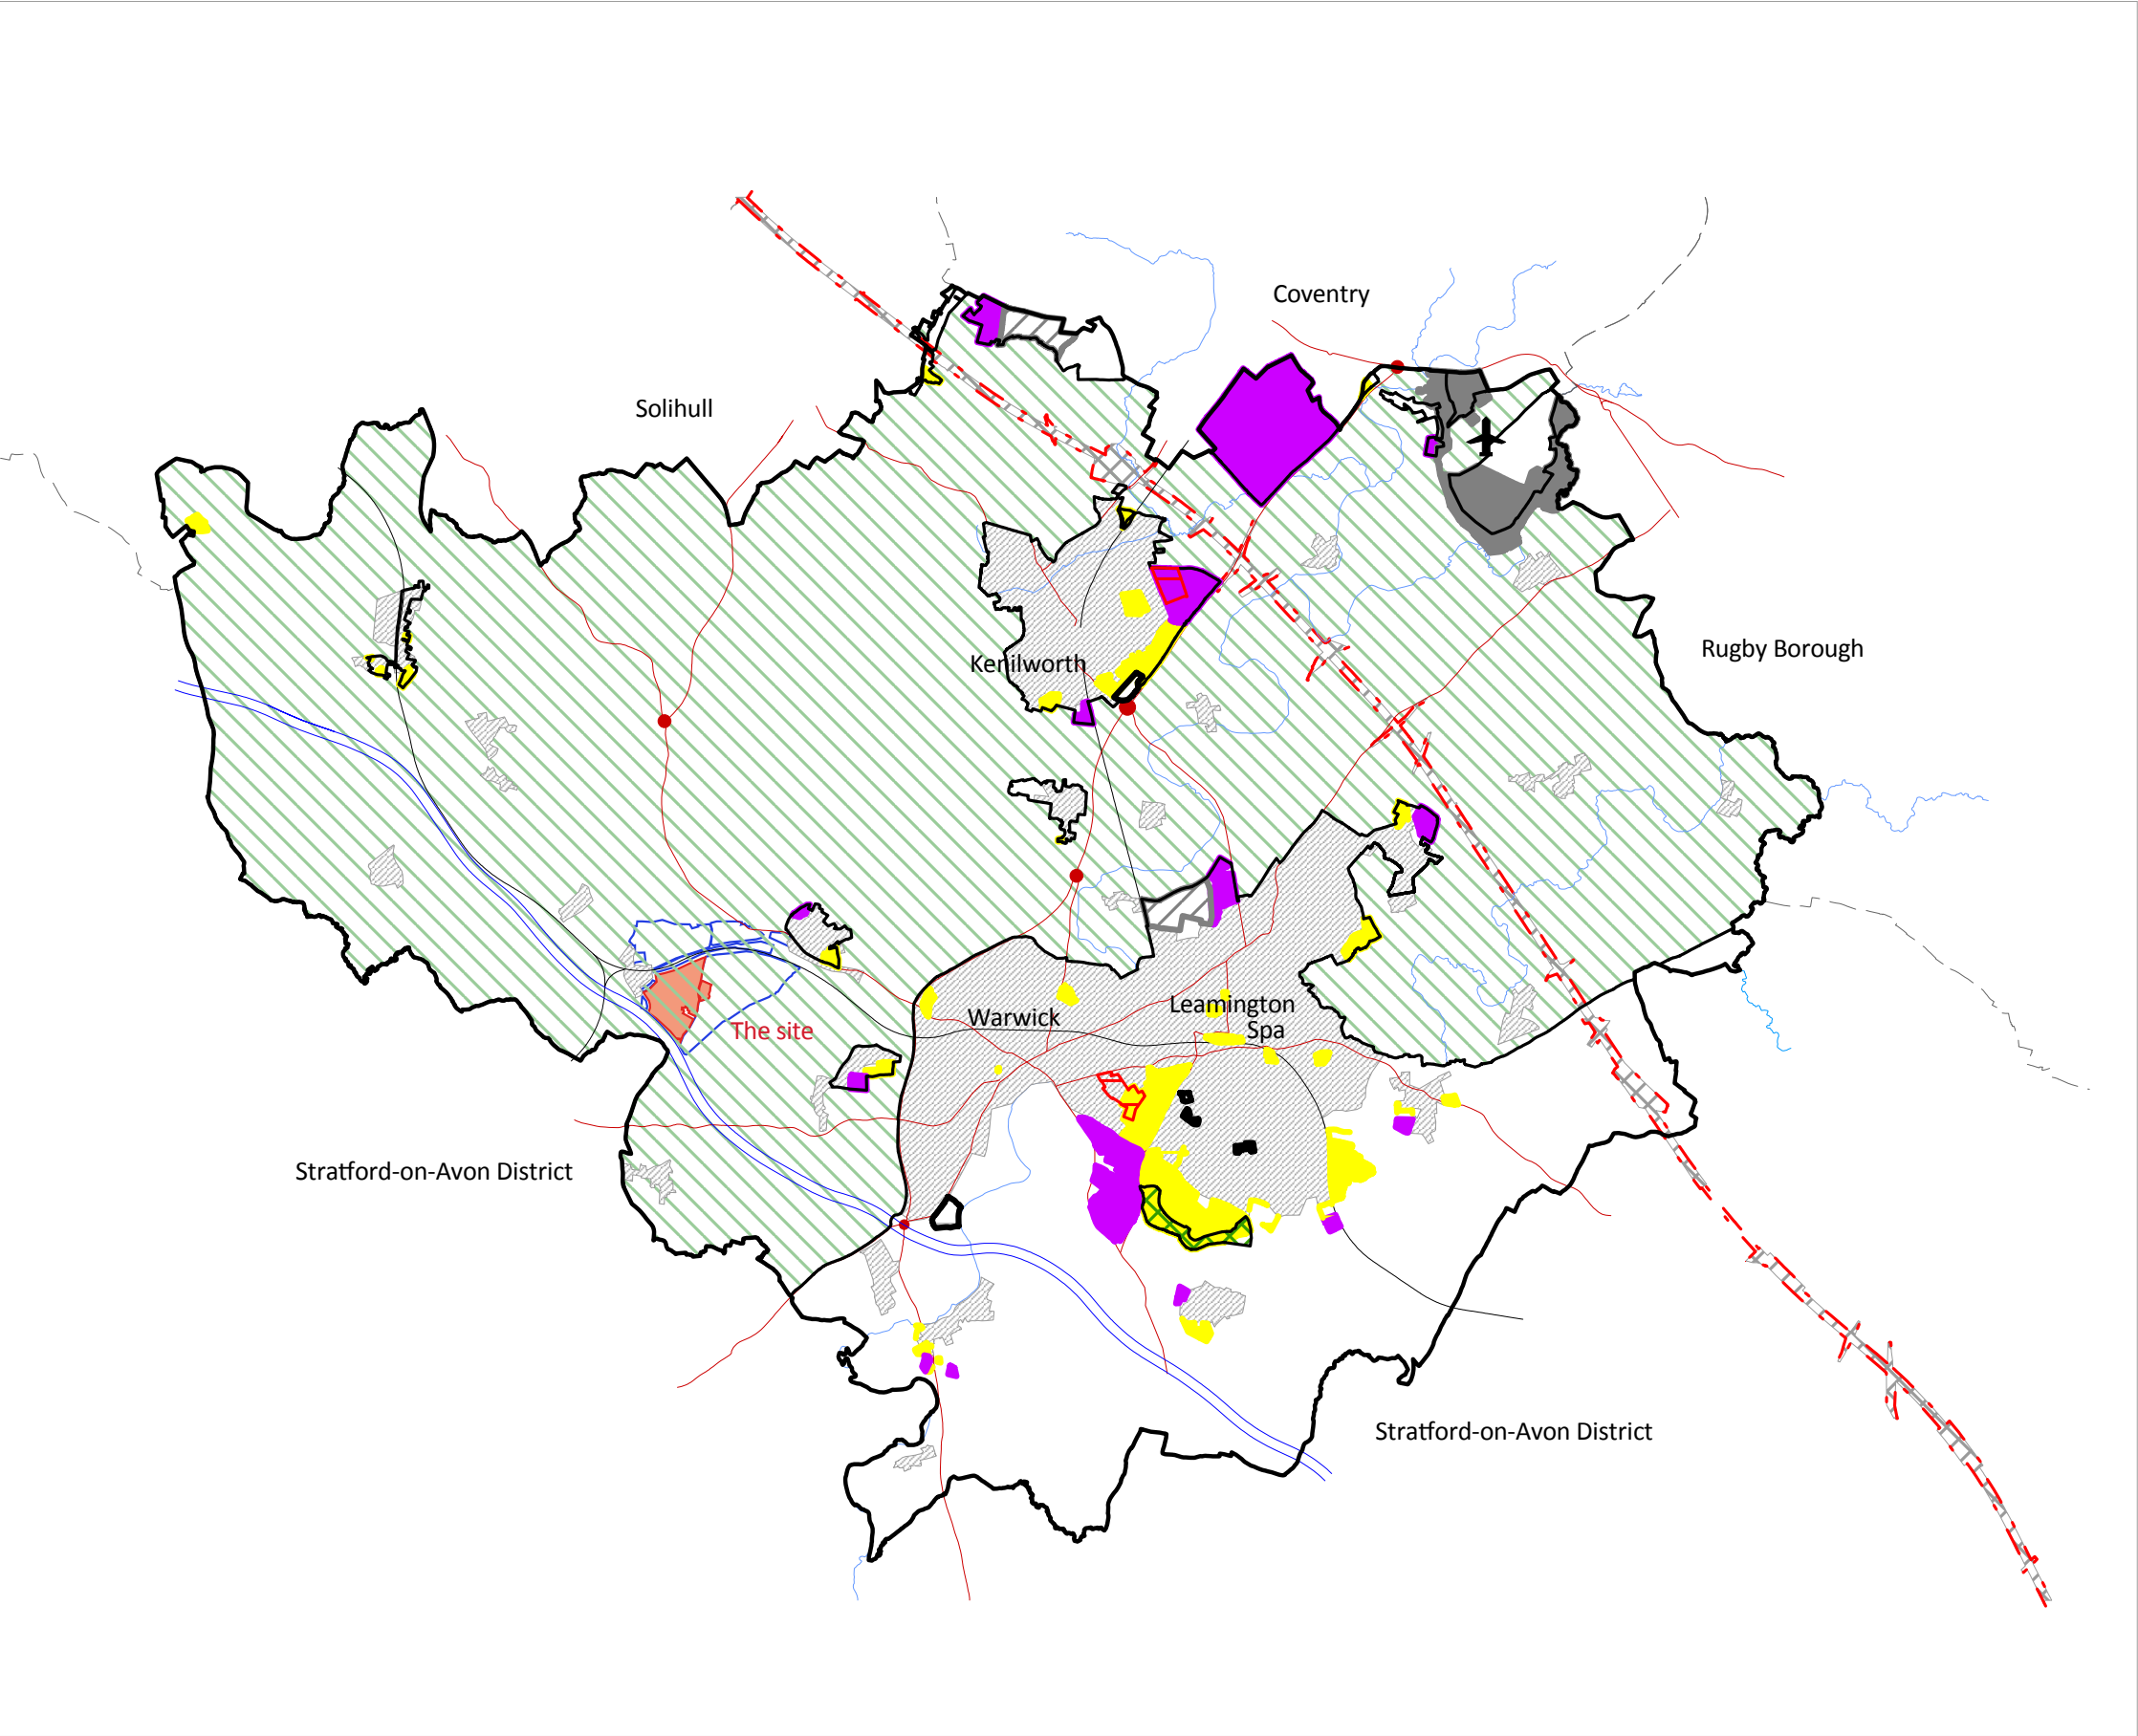 Coventry
Solihull
Rugby Borough
Kenilworth
Leamington
Spa
Warwick
The site
Stratford-on-Avon District
Stratford-on-Avon District